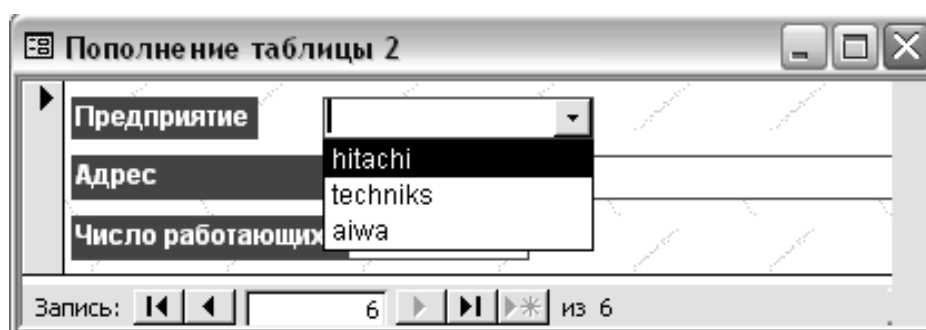 Пополнение таблицы 2
Предприятие
hitachi
Адрес
techniks
Число работающих
aiwa
Запись: 6 из 6